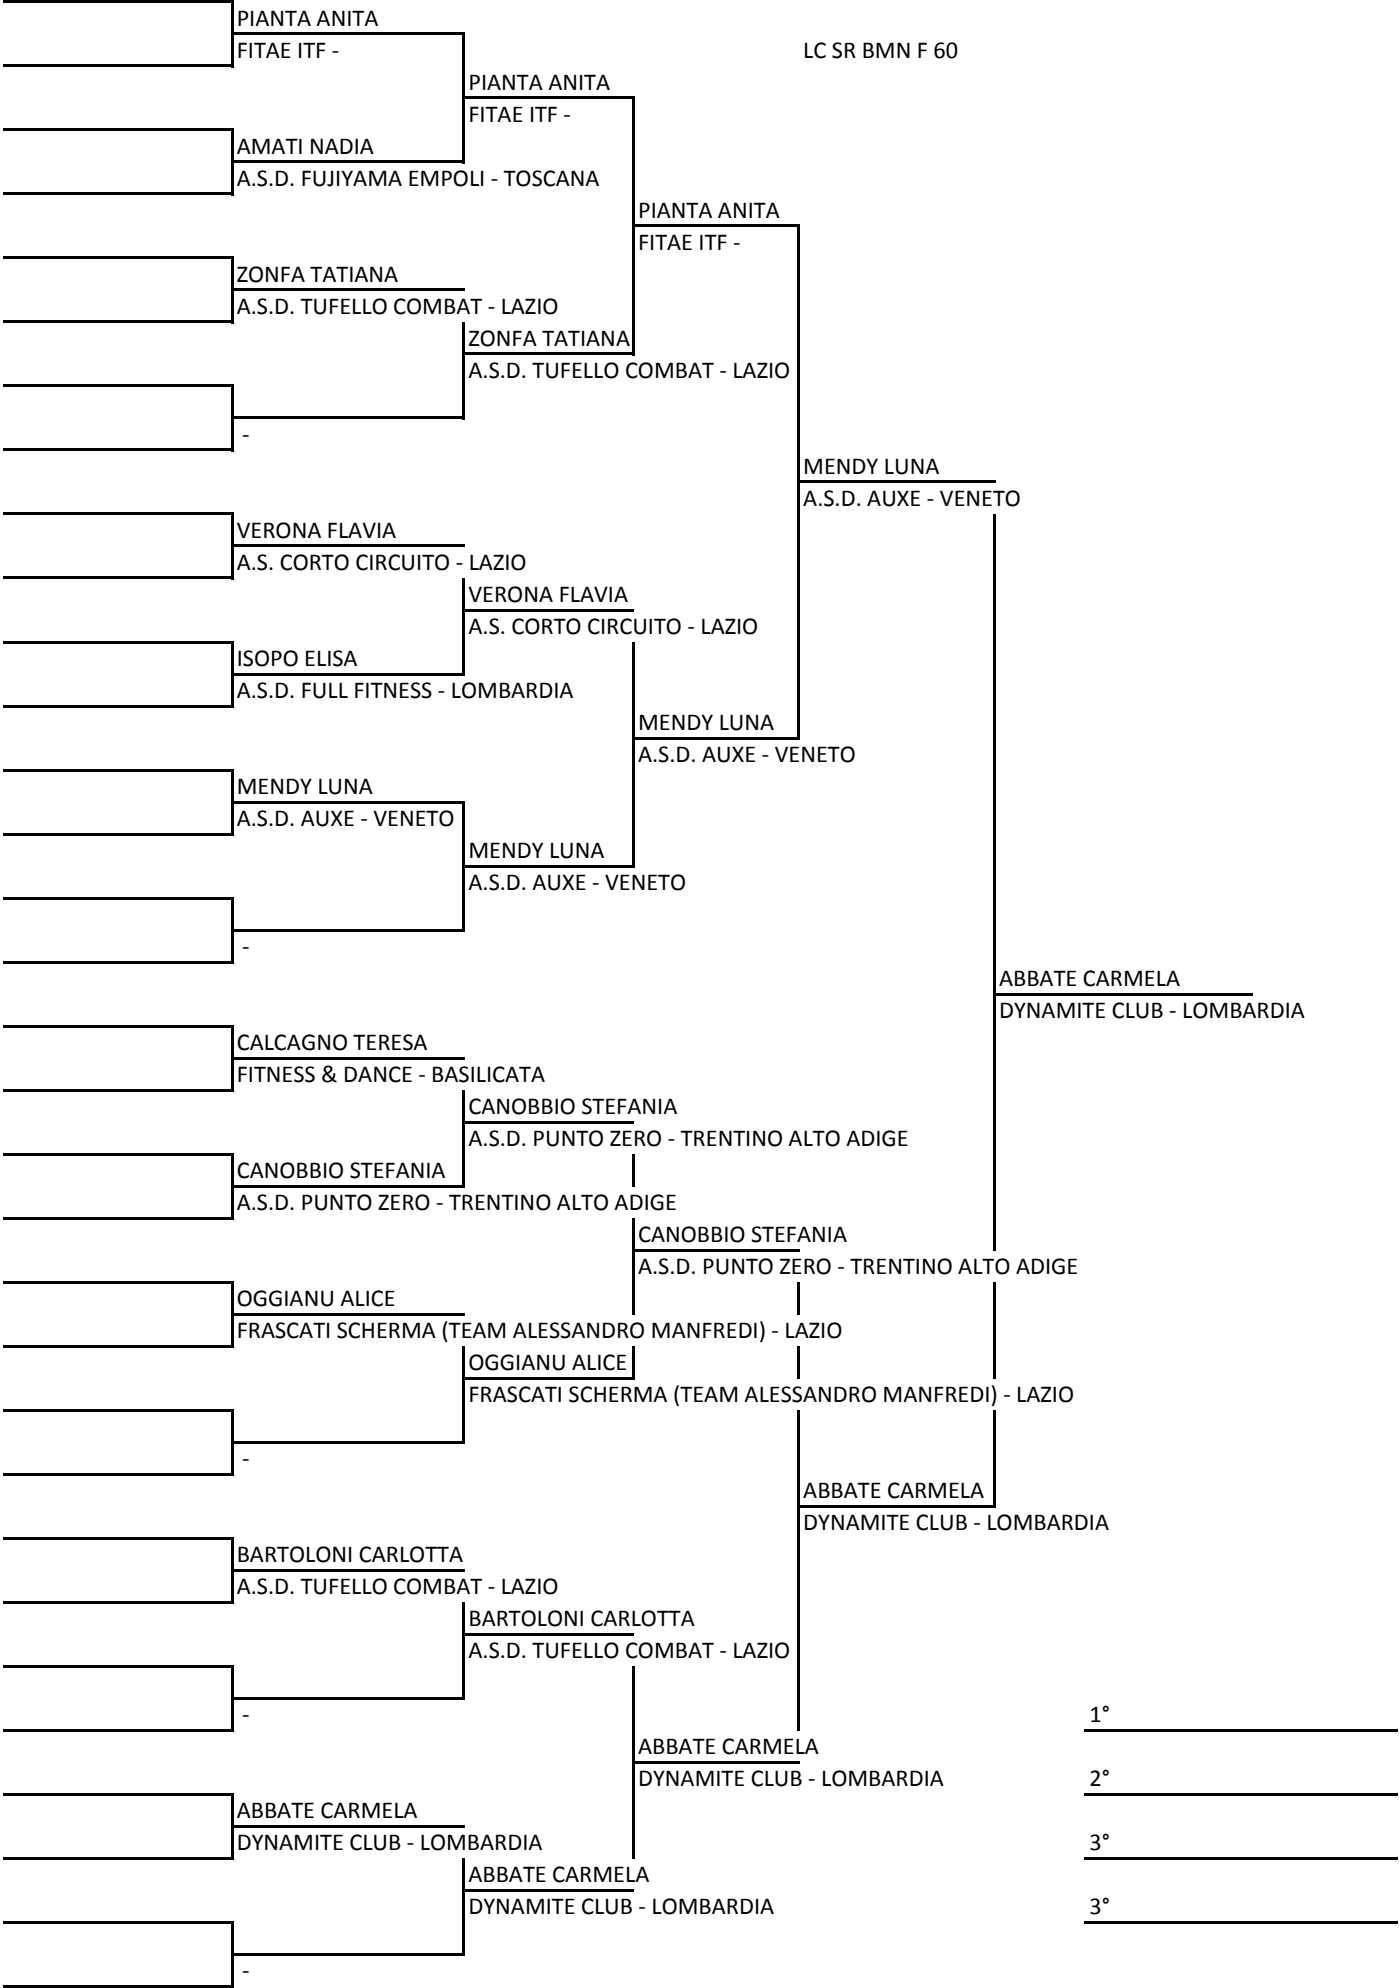 PIANTA ANITA
FITAE ITF -
LC SR BMN F 60
PIANTA ANITA
FITAE ITF -
AMATI NADIA
A.S.D. FUJIYAMA EMPOLI - TOSCANA
PIANTA ANITA
FITAE ITF -
ZONFA TATIANA
A.S.D. TUFELLO COMBAT - LAZIO
ZONFA TATIANA
A.S.D. TUFELLO COMBAT - LAZIO
-
MENDY LUNA
A.S.D. AUXE - VENETO
VERONA FLAVIA
A.S. CORTO CIRCUITO - LAZIO
VERONA FLAVIA
A.S. CORTO CIRCUITO - LAZIO
ISOPO ELISA
A.S.D. FULL FITNESS - LOMBARDIA
MENDY LUNA
A.S.D. AUXE - VENETO
MENDY LUNA
A.S.D. AUXE - VENETO
MENDY LUNA
A.S.D. AUXE - VENETO
-
ABBATE CARMELA
DYNAMITE CLUB - LOMBARDIA
CALCAGNO TERESA
FITNESS & DANCE - BASILICATA
CANOBBIO STEFANIA
A.S.D. PUNTO ZERO - TRENTINO ALTO ADIGE
CANOBBIO STEFANIA
A.S.D. PUNTO ZERO - TRENTINO ALTO ADIGE
CANOBBIO STEFANIA
A.S.D. PUNTO ZERO - TRENTINO ALTO ADIGE
OGGIANU ALICE
FRASCATI SCHERMA (TEAM ALESSANDRO MANFREDI) - LAZIO
OGGIANU ALICE
FRASCATI SCHERMA (TEAM ALESSANDRO MANFREDI) - LAZIO
-
ABBATE CARMELA
DYNAMITE CLUB - LOMBARDIA
BARTOLONI CARLOTTA
A.S.D. TUFELLO COMBAT - LAZIO
BARTOLONI CARLOTTA
A.S.D. TUFELLO COMBAT - LAZIO
-
1°
ABBATE CARMELA
DYNAMITE CLUB - LOMBARDIA
2°
ABBATE CARMELA
DYNAMITE CLUB - LOMBARDIA
3°
ABBATE CARMELA
DYNAMITE CLUB - LOMBARDIA
3°
-